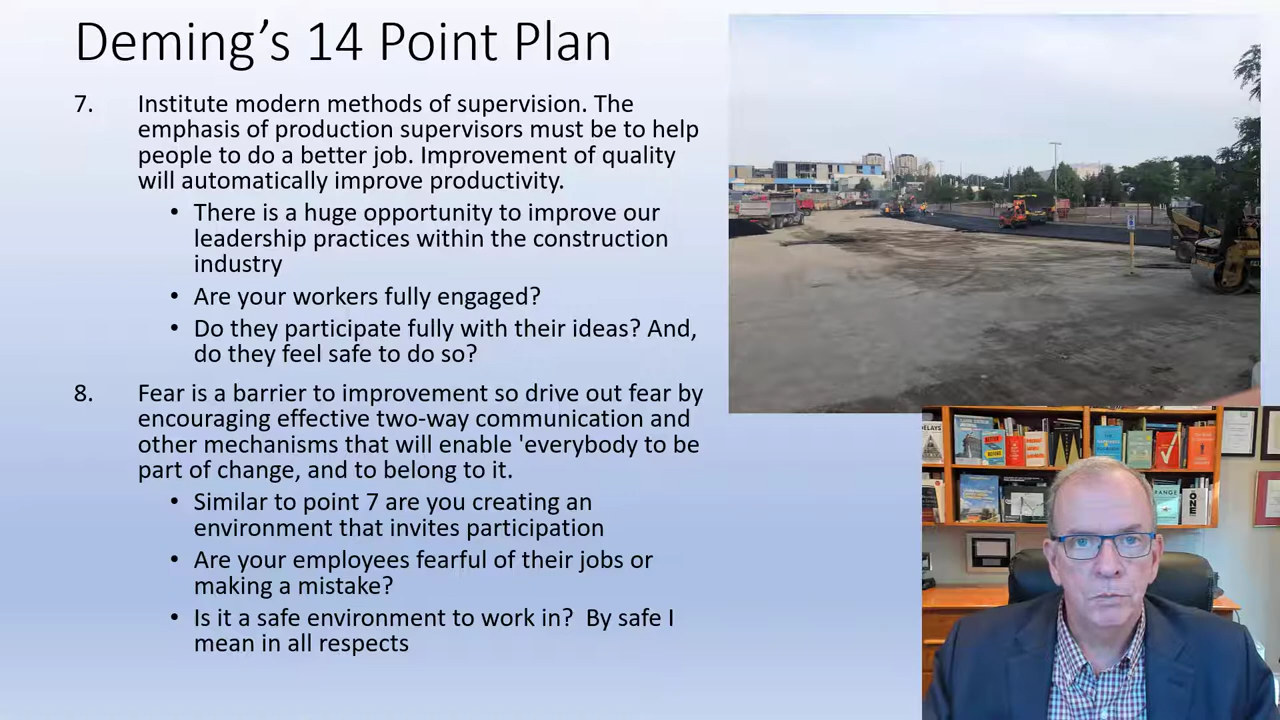 Deming’s 14 Point Plan
7. Institute modern methods of supervision. The
emphasis of production supervisors must be to help
people to do a better job. Improvement of quality
will automatically improve productivity.
• There is a huge opportunity to improve our
leadership practices within the construction
industry
• Are your workers fully engaged?
• Do they participate fully with their ideas? And,
do they feel safe to do so?
8. Fear is a barrier to improvement so drive out fear by
encouraging effective two-way communication and
other mechanisms that will enable 'everybody to be
part of change, and to belong to it.
• Similar to point 7 are you creating an
environment that invites participation
• Are your employees fearful of their jobs or
making a mistake?
• Is it a safe environment to work in?  By safe I
mean in all respects
DELAYS
RANGE
ONE